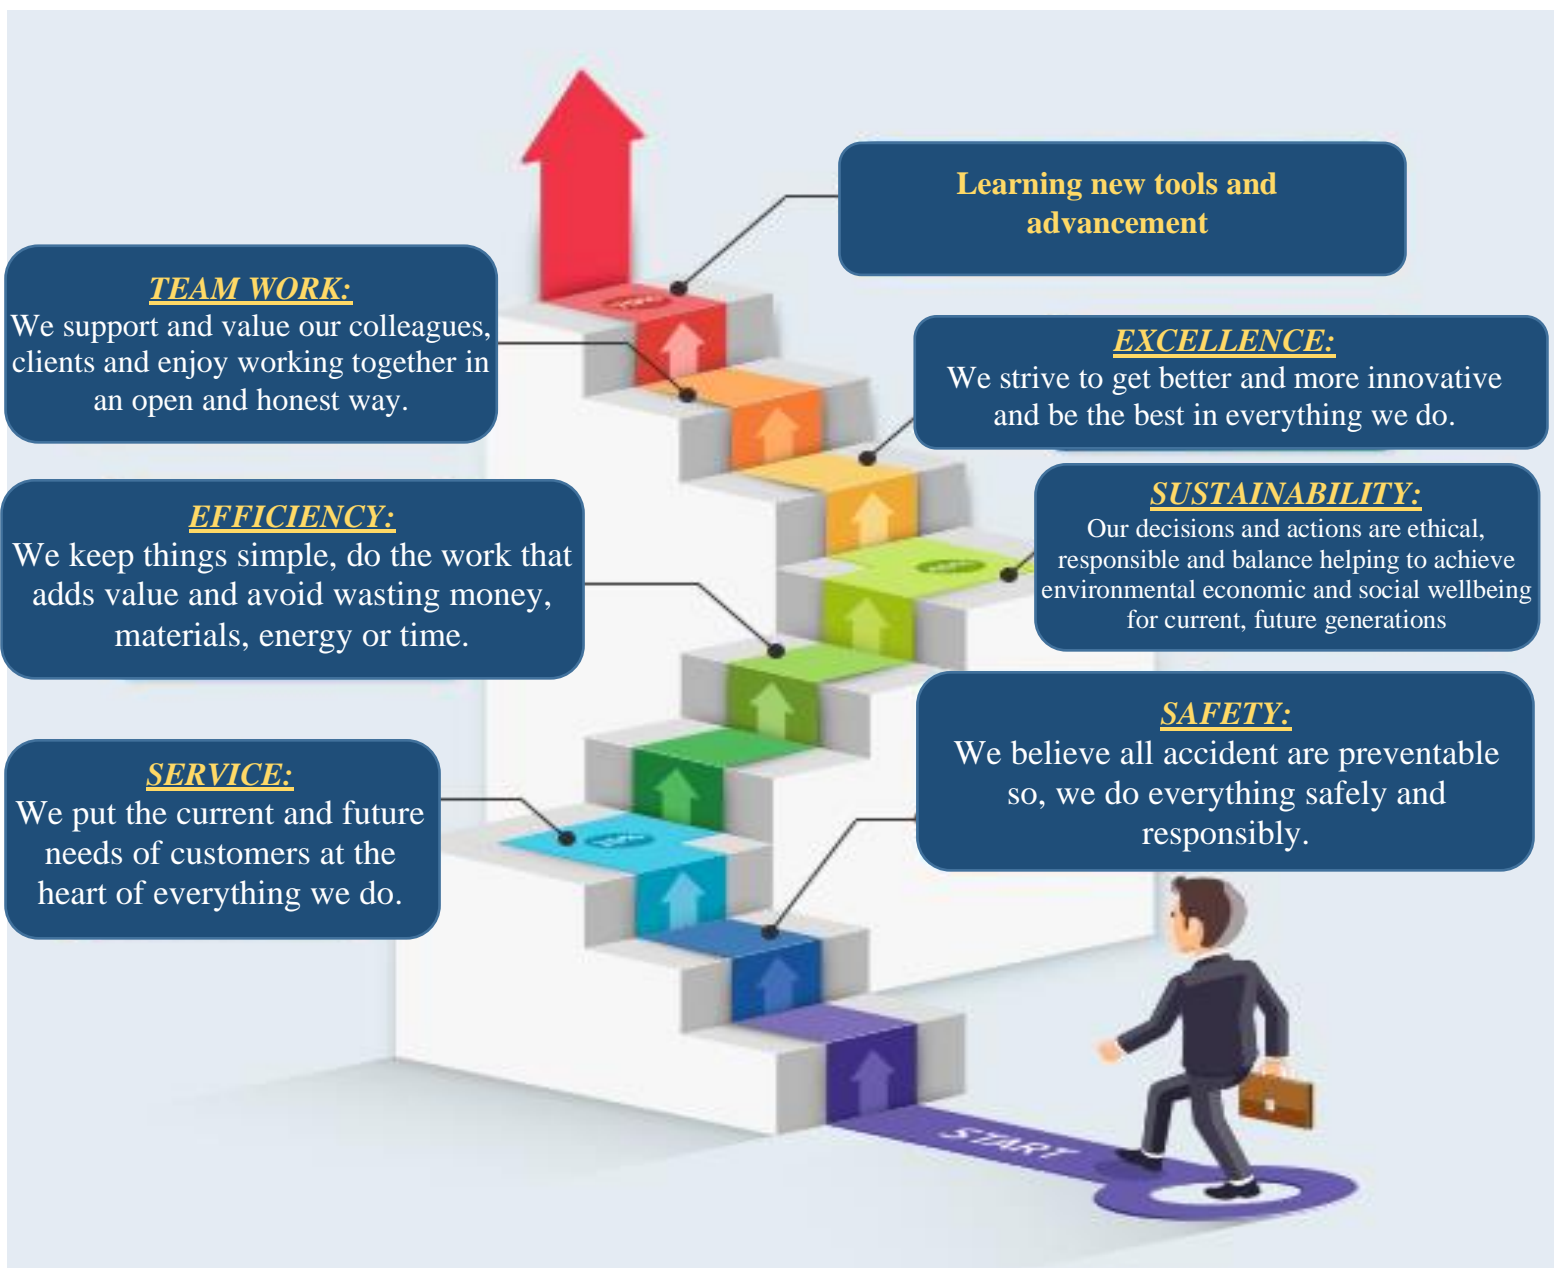 Learning new tools and
advancement
TEAM WORK:
We support and value our colleagues,
clients and enjoy working together in
an open and honest way.
EXCELLENCE:
We strive to get better and more innovative
and be the best in everything we do.
EFFICIENCY:
We keep things simple, do the work that
adds value and avoid wasting money,
materials, energy or time.
SUSTAINABILITY:
Our decisions and actions are ethical,
responsible and balance helping to achieve
environmental economic and social wellbeing
for current, future generations
SERVICE:
We put the current and future
needs of customers at the
heart of everything we do.
SAFETY:
We believe all accident are preventable
so, we do everything safely and
responsibly.
START